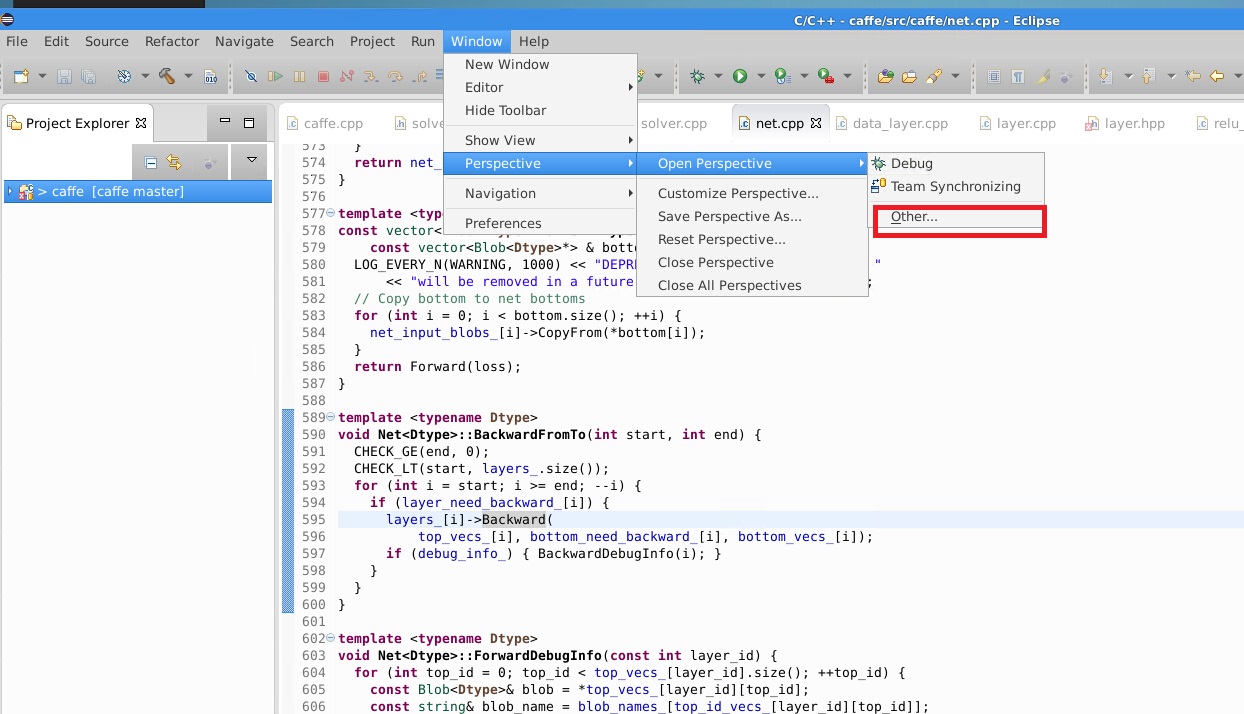 C/C++ - caffe/src/caffe/net.cpp - Eclipse
File Edit Source Refactor Navigate Search Project Run Window Help
New Window
Editor
Hide Toolbar
Show View
Perspective
Navigation
Preferences
Open Perspective
Customize Perspective...
Save Perspective As...
Reset Perspective...
Close Perspective
Close All Perspectives
Debug
Team Synchronizing
Other...
Project Explorer
> caffe [caffe master]
caffe.cpp solve solver.cpp net.cpp data_layer.cpp layer.cpp layer.hpp relu_
573 }
574 return net_
575 }
576
577 template <ty
578 const vector<
579 const vector<Blob<Dtype>*> & bott
580 LOG_EVERY_N(WARNING, 1000) << "DEPR "
581 << "will be removed in a future ;
582 // Copy bottom to net bottoms
583 for (int i = 0; i < bottom.size(); ++i) {
584 net_input_blobs_[i]->CopyFrom(*bottom[i]);
585 }
586 return Forward(loss);
587 }
588
589 template <typename Dtype>
590 void Net<Dtype>::BackwardFromTo(int start, int end) {
591 CHECK_GE(end, 0);
592 CHECK_LT(start, layers_.size());
593 for (int i = start; i >= end; --i) {
594 if (layer_need_backward_[i]) {
595 layers_[i]->Backward(
596 top_vecs_[i], bottom_need_backward_[i], bottom_vecs_[i]);
597 if (debug_info_) { BackwardDebugInfo(i); }
598 }
599 }
600 }
601
602 template <typename Dtype>
603 void Net<Dtype>::ForwardDebugInfo(const int layer_id) {
604 for (int top_id = 0; top_id < top_vecs_[layer_id].size(); ++top_id) {
605 const Blob<Dtype>& blob = *top_vecs_[layer_id][top_id];
606 const string& blob_name = blob_names_[top_id_vecs_[layer_id][top_id]];